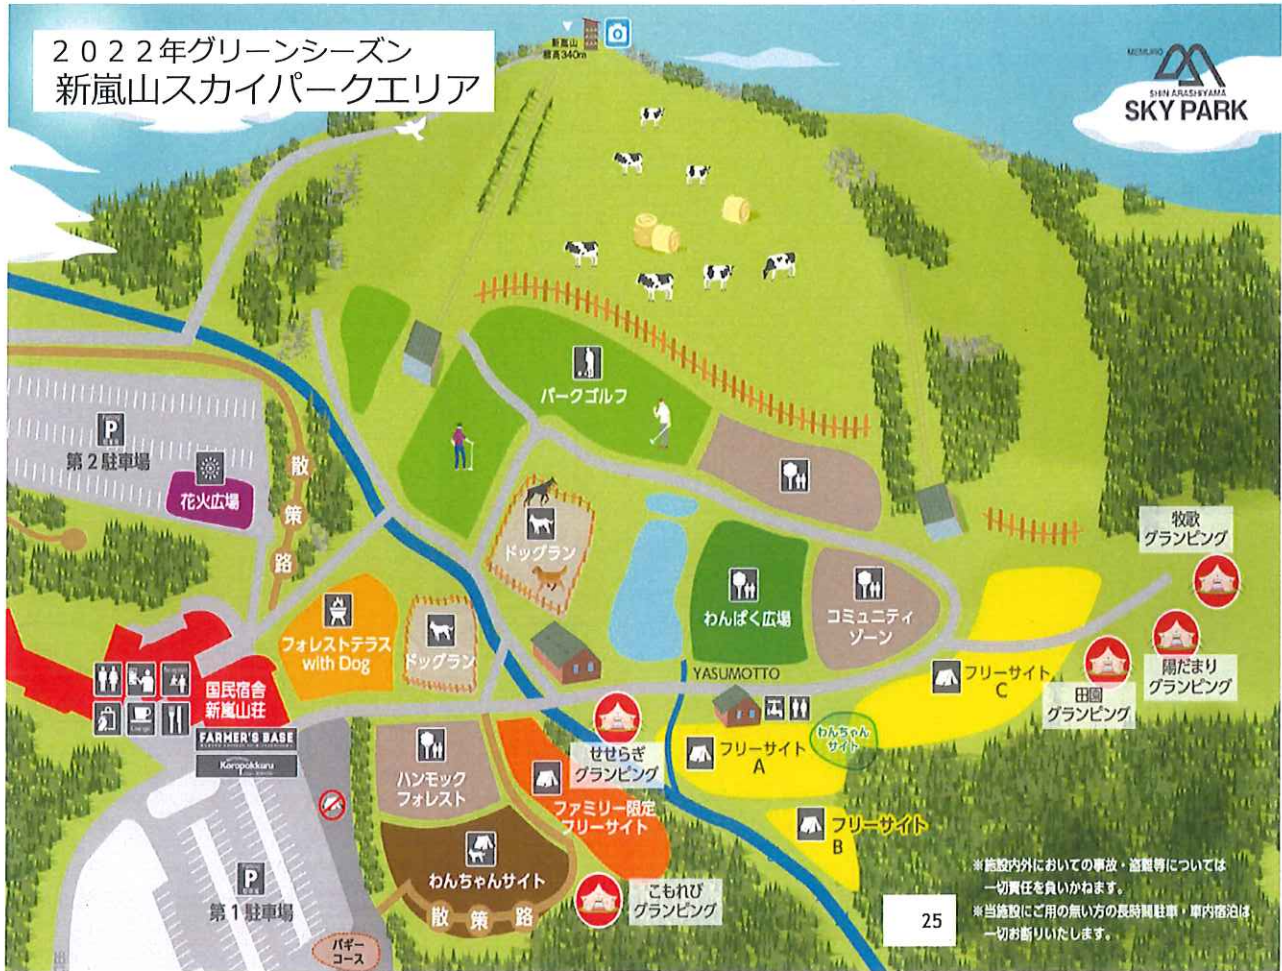 2022年グリーンシーズン
新嵐山スカイパークエリア
新嵐山
標高340m
MEMURO
SHIN ARASHIYAMA
SKY PARK
パークゴルフ
P
第2駐車場
花火広場
散策路
ドッグラン
牧歌
グランピング
フォレストテラス
with Dog
ドッグラン
わんぱく広場
コミュニティ
ゾーン
陽だまり
グランピング
田園
グランピング
フリーサイト
C
YASUMOTTO
国民宿舎
新嵐山荘
FARMER'S BASE
Koropokkuru
せせらぎ
グランピング
フリーサイト
A
わんちゃん
サイト
ハンモック
フォレスト
ファミリー限定
フリーサイト
フリーサイト
B
わんちゃんサイト
散策路
こもれび
グランピング
P
第1駐車場
バギー
コース
25
※施設内外においての事故・盗難等については
一切責任を負いかねます。
※当施設にご用の無い方の長時間駐車・車内宿泊は
一切お断りいたします。